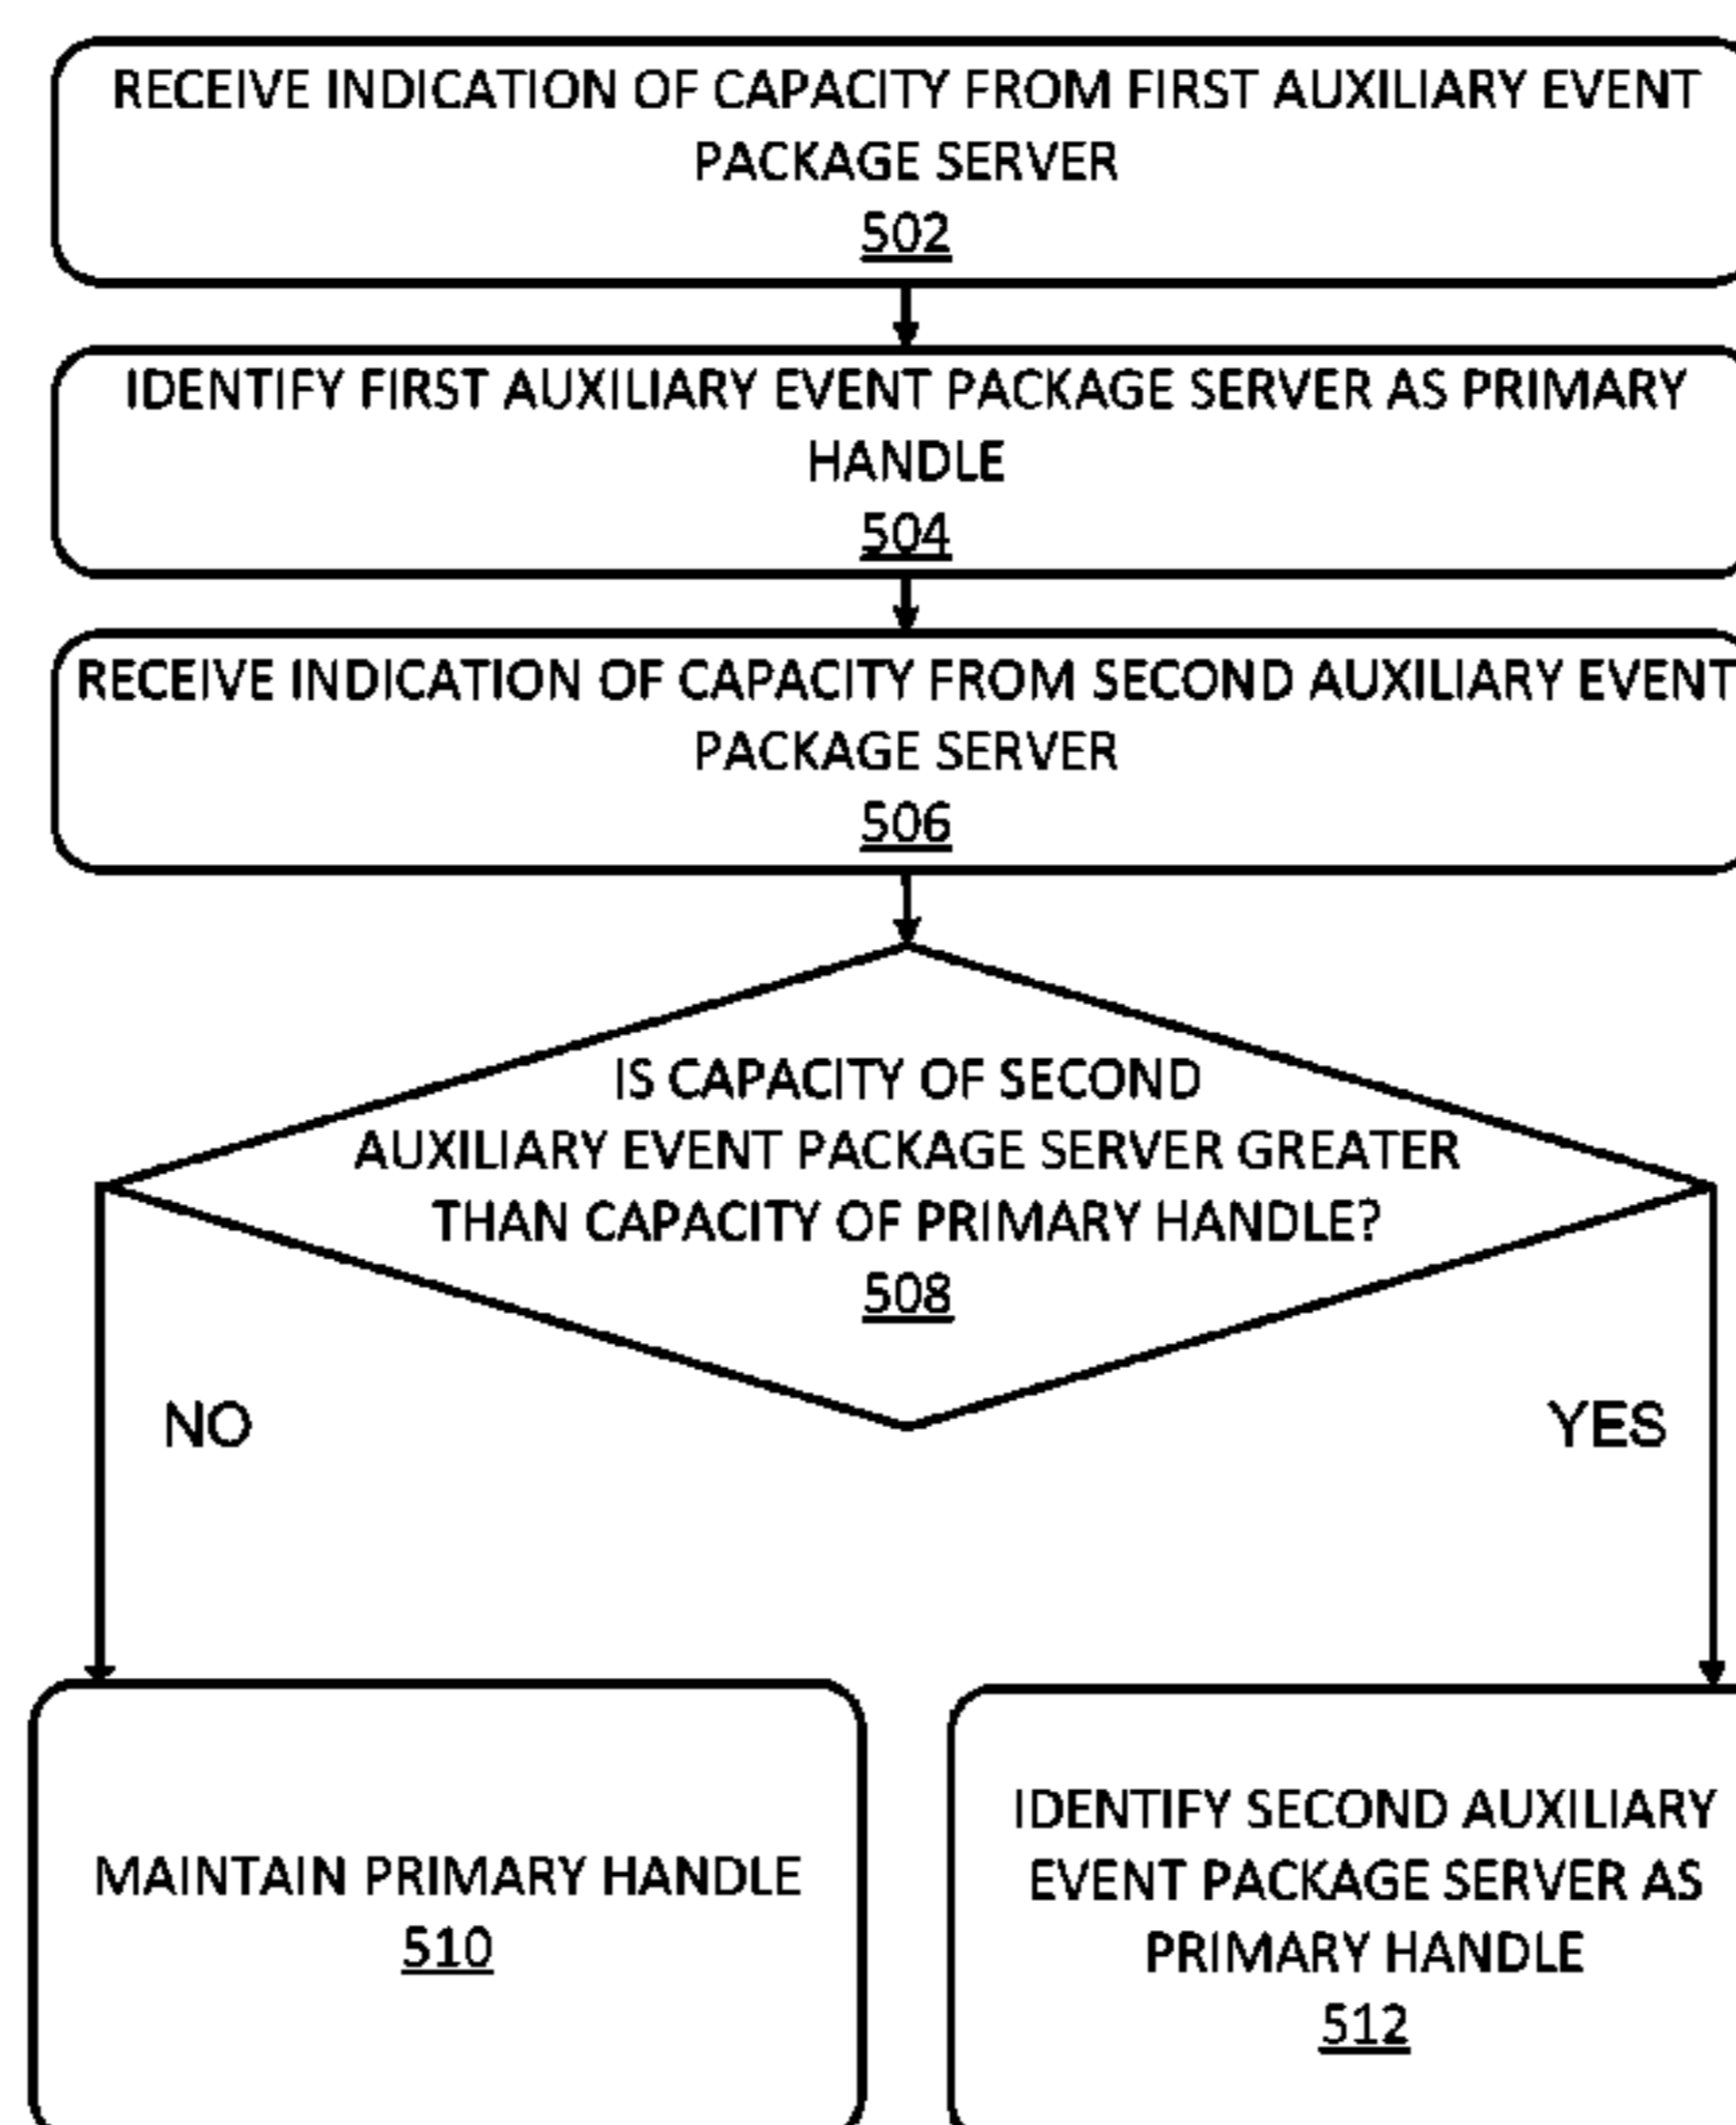 RECEIVE INDICATION OF CAPACITY FROM FIRST AUXILIARY EVENT
PACKAGE SERVER
502
IDENTIFY FIRST AUXILIARY EVENT PACKAGE SERVER AS PRIMARY
HANDLE
504
RECEIVE INDICATION OF CAPACITY FROM SECOND AUXILIARY EVENT
PACKAGE SERVER
506
IS CAPACITY OF SECOND
AUXILIARY EVENT PACKAGE SERVER GREATER
THAN CAPACITY OF PRIMARY HANDLE?
508
NO
YES
MAINTAIN PRIMARY HANDLE
510
IDENTIFY SECOND AUXILIARY
EVENT PACKAGE SERVER AS
PRIMARY HANDLE
512